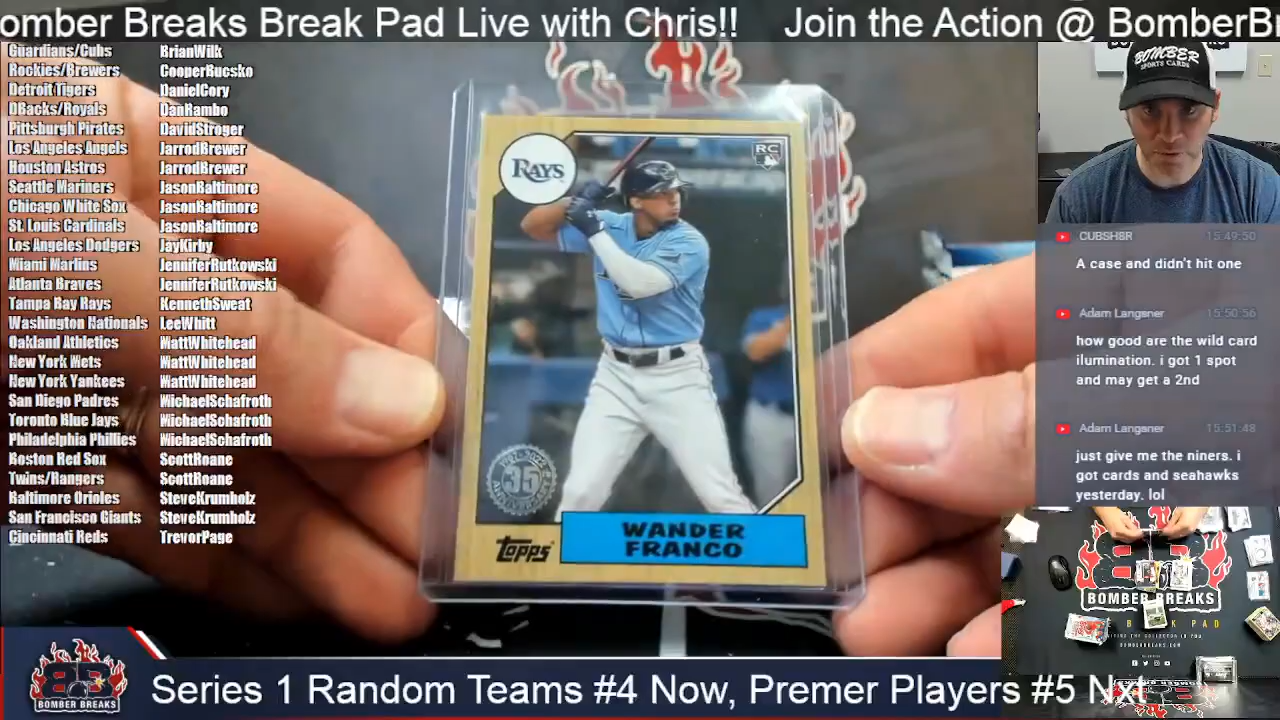 omber Breaks Break Pad Live with Chris!! Join the Action @ BomberBr
Guardians/Cubs BrianWilk
Rockies/Brewers CooperRucsko
Detroit Tigers DanielCory
DBacks/Royals DanRambo
Pittsburgh Pirates DavidStroger
Los Angeles Angels JarrodBrewer
Houston Astros JarrodBrewer
Seattle Mariners JasonBaltimore
Chicago White Sox JasonBaltimore
St. Louis Cardinals JasonBaltimore
Los Angeles Dodgers JayKirby
Miami Marlins JenniferRutkowski
Atlanta Braves JenniferRutkowski
Tampa Bay Rays KennethSweat
Washington Nationals LeeWhitt
Oakland Athletics MattWhitehead
New York Mets MattWhitehead
New York Yankees MattWhitehead
San Diego Padres MichaelSchafroth
Toronto Blue Jays MichaelSchafroth
Philadelphia Phillies MichaelSchafroth
Boston Red Sox ScottRoane
Twins/Rangers ScottRoane
Baltimore Orioles SteveKrumholz
San Francisco Giants SteveKrumholz
Cincinnati Reds TrevorPage
RAYS
RC
35
ANNIVERSARY
Topps
WANDER
FRANCO
BOMBER
SPORTS CARDS
CUBSH8R 15:49:50
A case and didn't hit one
Adam Langsner 15:50:56
how good are the wild card
ilumination. i got 1 spot
and may get a 2nd
Adam Langsner 15:51:48
just give me the niners. i
got cards and seahawks
yesterday. lol
BOMBER BREAKS
BOMBERBREAKS.COM
BOMBER BREAKS
Series 1 Random Teams #4 Now, Premer Players #5 Nxt